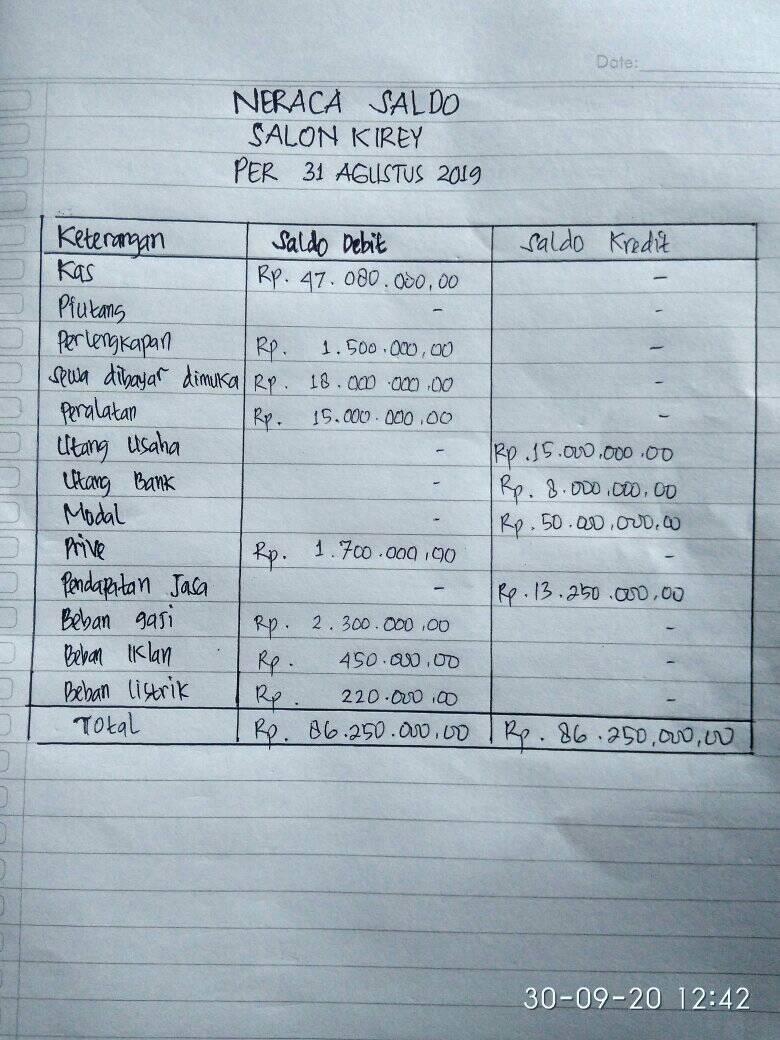 Date:
NERACA SALDO
SALON KIREY
PER 31 AGUSTUS 2019
Keterangan Saldo Debit Saldo Kredit
Kas Rp. 47.080.000,00 -
Piutang - -
Perlengkapan Rp. 1.500.000,00 -
Sewa dibayar dimuka Rp. 18.000.000,00 -
Peralatan Rp. 15.000.000,00 -
Utang Usaha - Rp.15.000.000,00
Utang Bank - Rp. 8.000.000,00
Modal - Rp. 50.000.000,00
Prive Rp. 1.700.000,00 -
Pendapatan Jasa - Rp.13.250.000,00
Beban gaji Rp. 2.300.000,00 -
Beban Iklan Rp. 450.000,00 -
Beban listrik Rp. 220.000,00 -
Total Rp. 86.250.000,00 Rp. 86.250,000,00
30-09-20 12:42